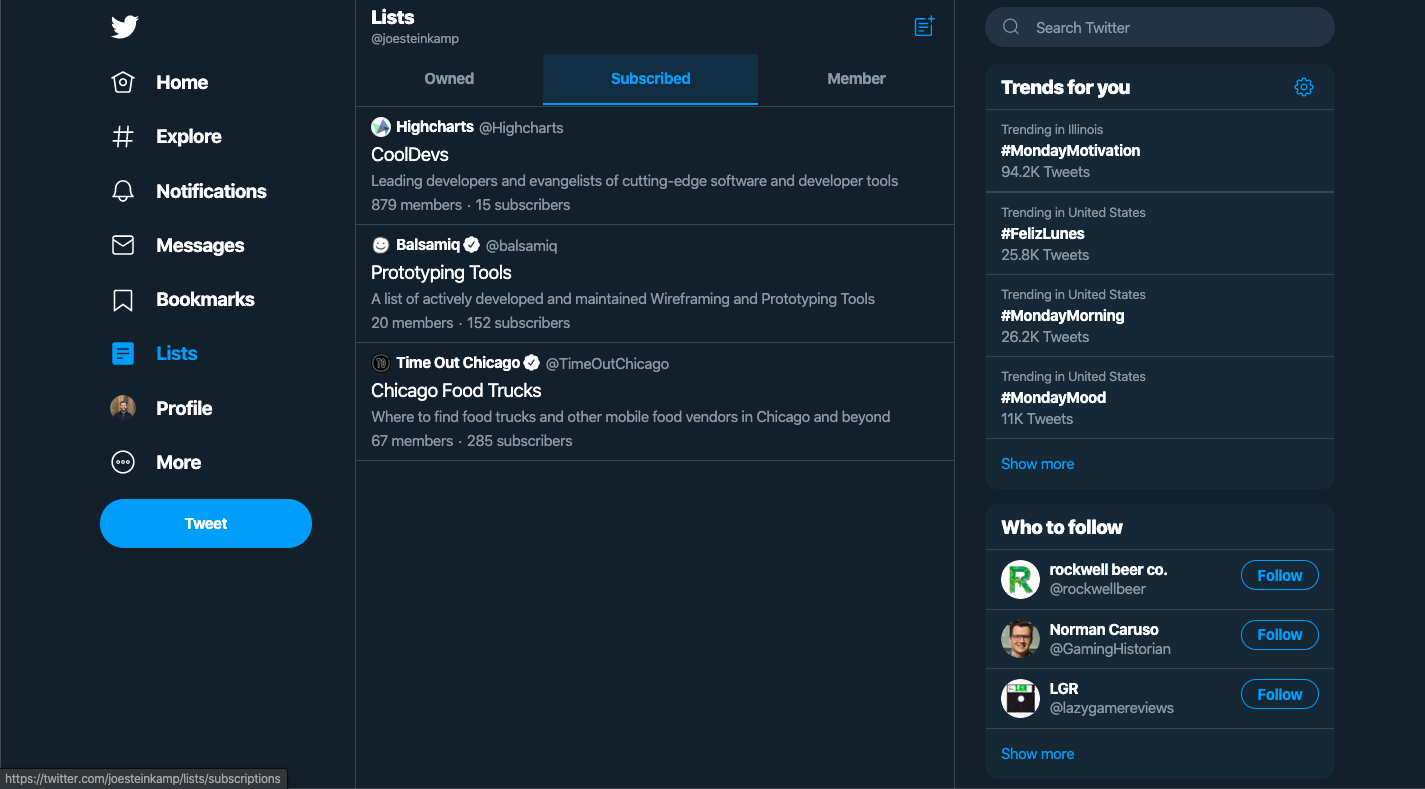 Home
Explore
Notifications
Messages
Bookmarks
Lists
Profile
More
Tweet
Lists
@joesteinkamp
Owned Subscribed Member
Highcharts @Highcharts
CoolDevs
Leading developers and evangelists of cutting-edge software and developer tools
879 members · 15 subscribers
Balsamiq @balsamiq
Prototyping Tools
A list of actively developed and maintained Wireframing and Prototyping Tools
20 members · 152 subscribers
Time Out Chicago @TimeOutChicago
Chicago Food Trucks
Where to find food trucks and other mobile food vendors in Chicago and beyond
67 members · 285 subscribers
Search Twitter
Trends for you
Trending in Illinois
#MondayMotivation
94.2K Tweets
Trending in United States
#FelizLunes
25.8K Tweets
Trending in United States
#MondayMorning
26.2K Tweets
Trending in United States
#MondayMood
11K Tweets
Show more
Who to follow
R
rockwell beer co.
@rockwellbeer
Follow
Norman Caruso
@GamingHistorian
Follow
LGR
@lazygamereviews
Follow
Show more
https://twitter.com/joesteinkamp/lists/subscriptions